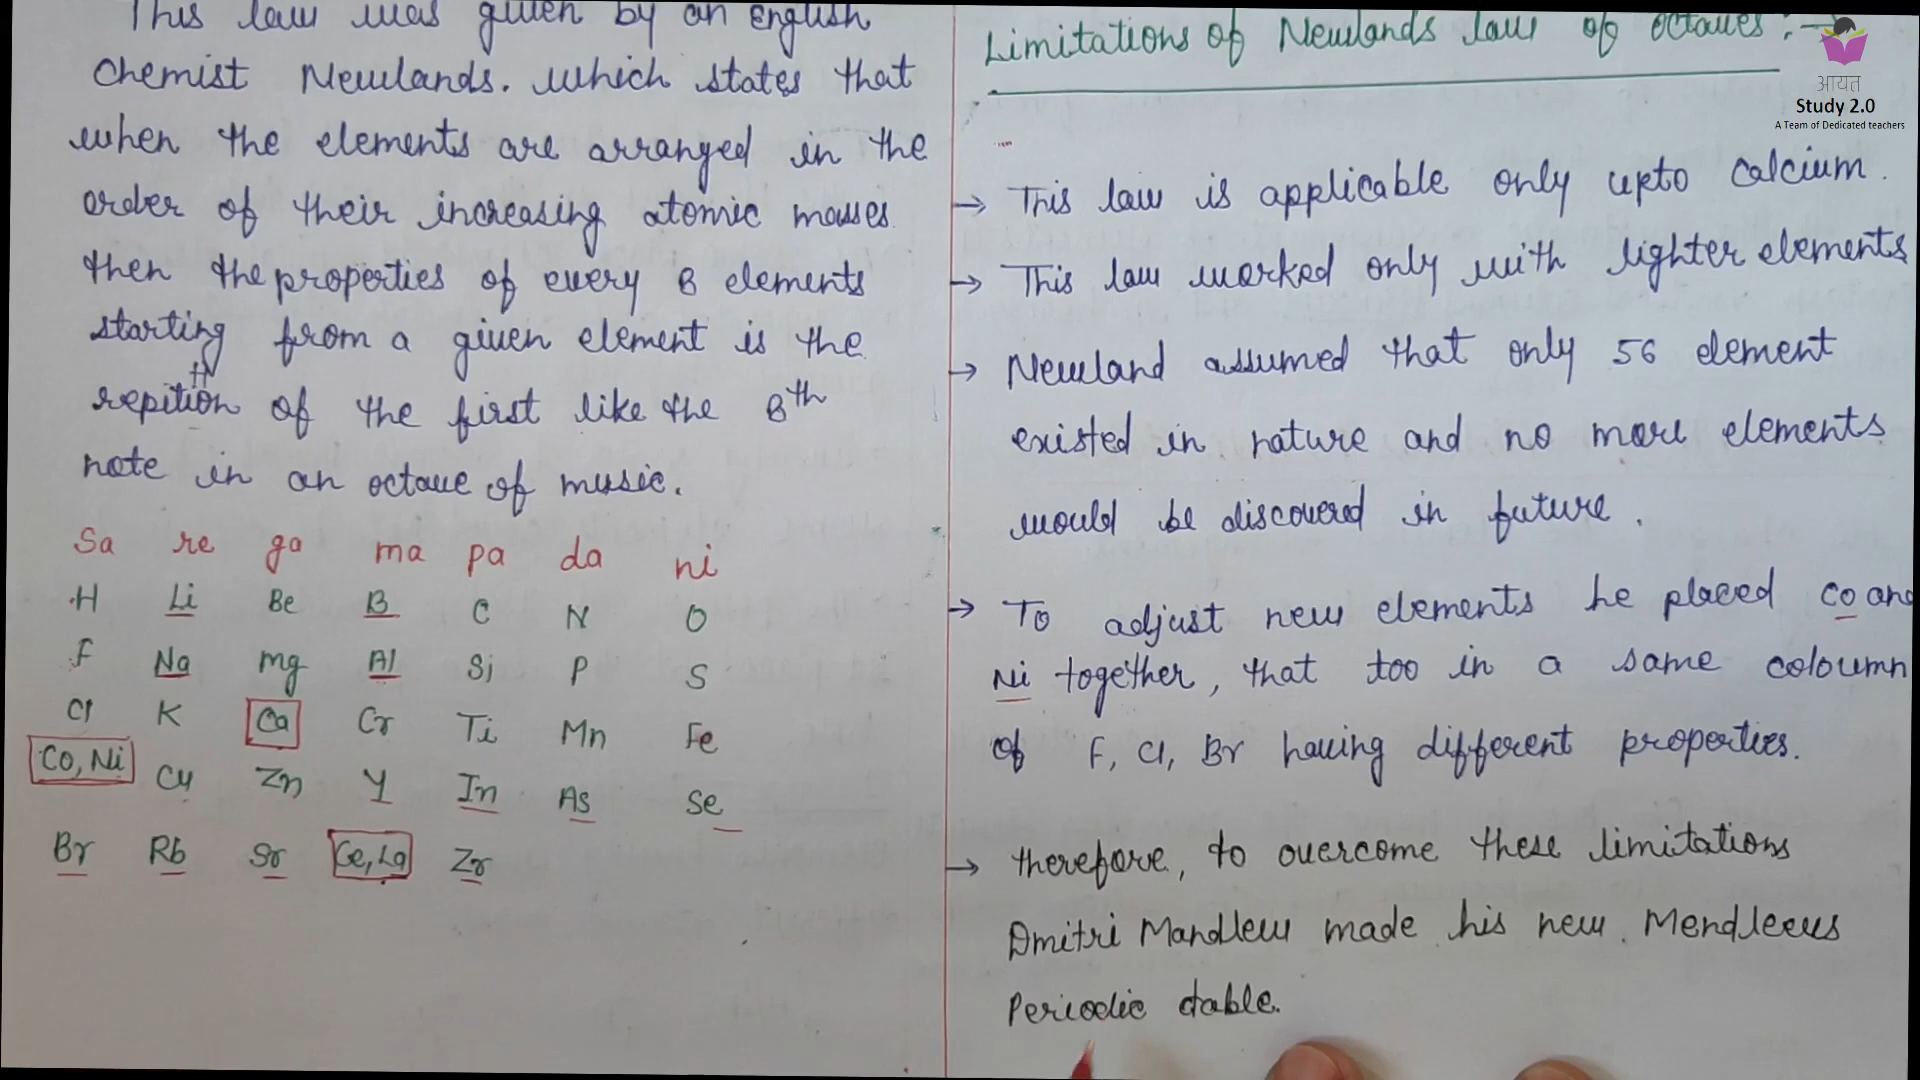 This law was given by an English
chemist Newlands. which states that
when the elements are arranged in the
order of their increasing atomic masses
then the properties of every 8 elements
starting from a given element is the
th
repition of the first like the 8th
note in an octave of music.
Sa re ga ma pa da ni
H Li Be B C N O
F Na Mg Al Si P S
Cl K Ca Cr Ti Mn Fe
Co, Ni Cu Zn Y In As Se
Br Rb Sr Ce, La Zr
Limitations of Newlands law of octaves :→
→ This law is applicable only upto calcium.
→ This law worked only with lighter elements
→ Newland assumed that only 56 element
existed in nature and no more elements
would be discovered in future.
→ To adjust new elements he placed Co and
Ni together, that too in a same coloumn
of F, Cl, Br having different properties.
→ therefore, to overcome these limitations
Dmitri Mandlew made his new Mendleeus
Periodic table.
आयत
Study 2.0
A Team of Dedicated teachers